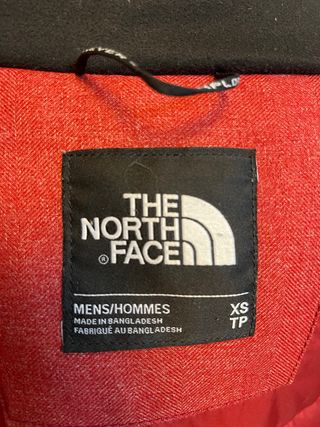 THE
NORTH
FACE
®
MENS/HOMMES XS
MADE IN BANGLADESH TP
FABRIQUÉ AU BANGLADESH